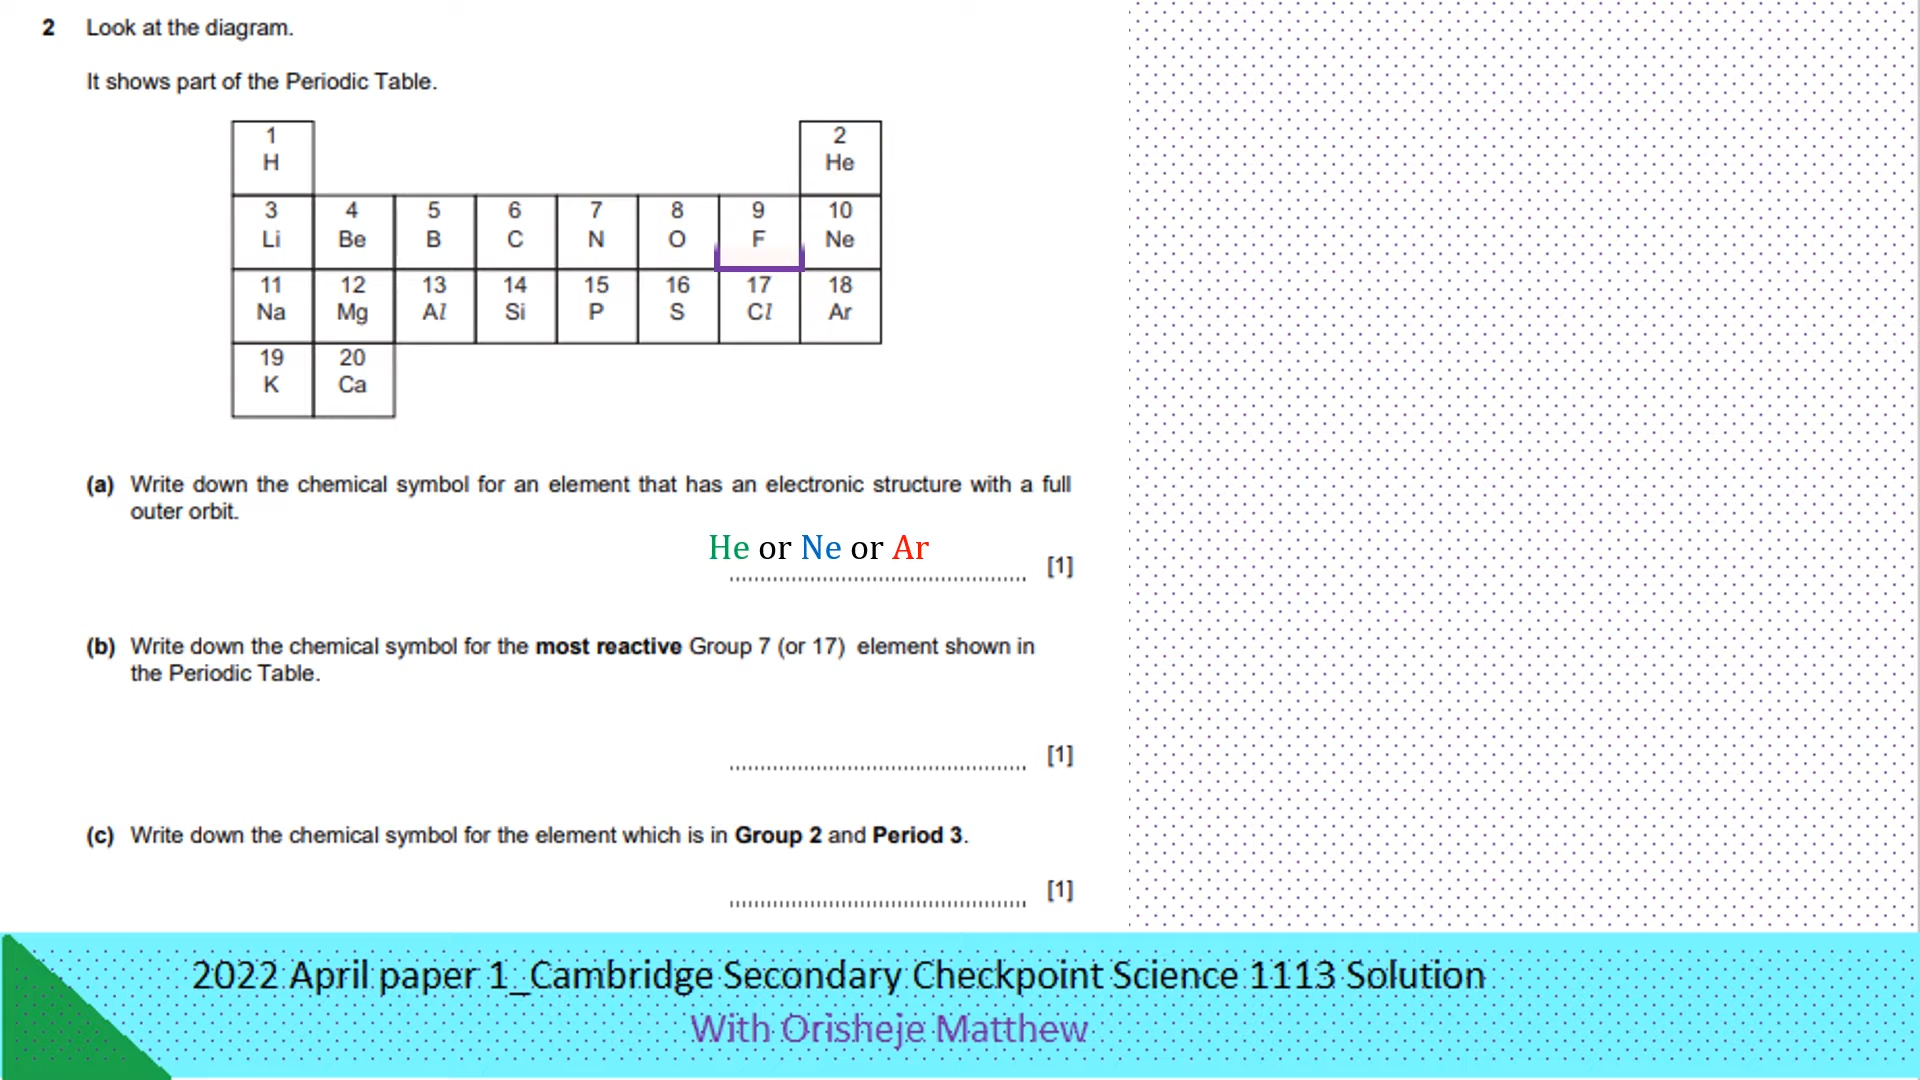 2 Look at the diagram.
It shows part of the Periodic Table.
1 2
H He
3 4 5 6 7 8 9 10
Li Be B C N O F Ne
11 12 13 14 15 16 17 18
Na Mg Al Si P S Cl Ar
19 20
K Ca
(a) Write down the chemical symbol for an element that has an electronic structure with a full
outer orbit.
He or Ne or Ar
[1]
(b) Write down the chemical symbol for the most reactive Group 7 (or 17) element shown in
the Periodic Table.
[1]
(c) Write down the chemical symbol for the element which is in Group 2 and Period 3.
[1]
2022 April paper 1_Cambridge Secondary Checkpoint Science 1113 Solution
With Orisheje Matthew